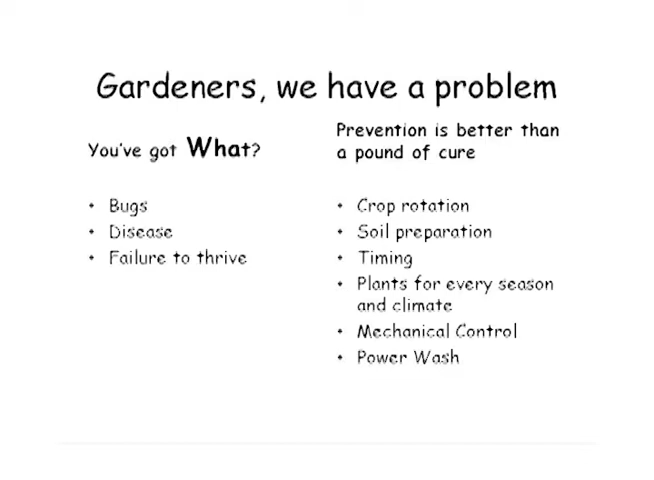 Gardeners, we have a problem
You've got What?
• Bugs
• Disease
• Failure to thrive
Prevention is better than
a pound of cure
• Crop rotation
• Soil preparation
• Timing
• Plants for every season
and climate
• Mechanical Control
• Power Wash